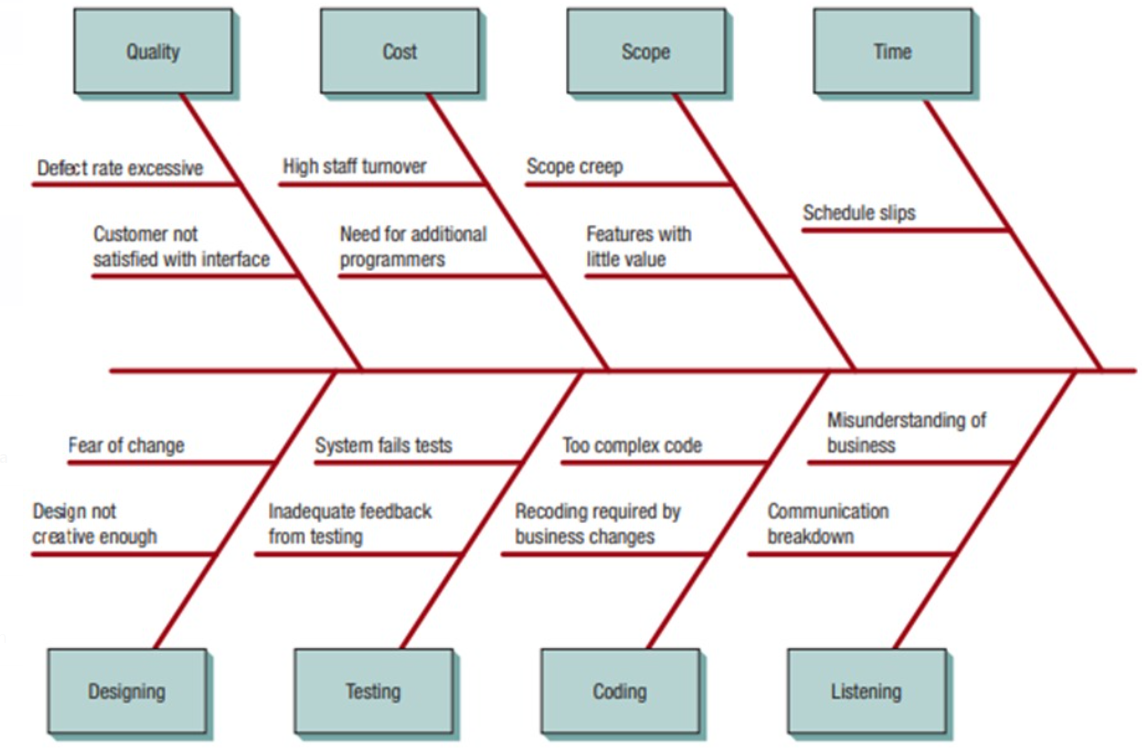 Quality
Cost
Scope
Time
Defect rate excessive
High staff turnover
Scope creep
Schedule slips
Customer not
satisfied with interface
Need for additional
programmers
Features with
little value
Fear of change
System fails tests
Too complex code
Misunderstanding of
business
Design not
creative enough
Inadequate feedback
from testing
Recoding required by
business changes
Communication
breakdown
Designing
Testing
Coding
Listening